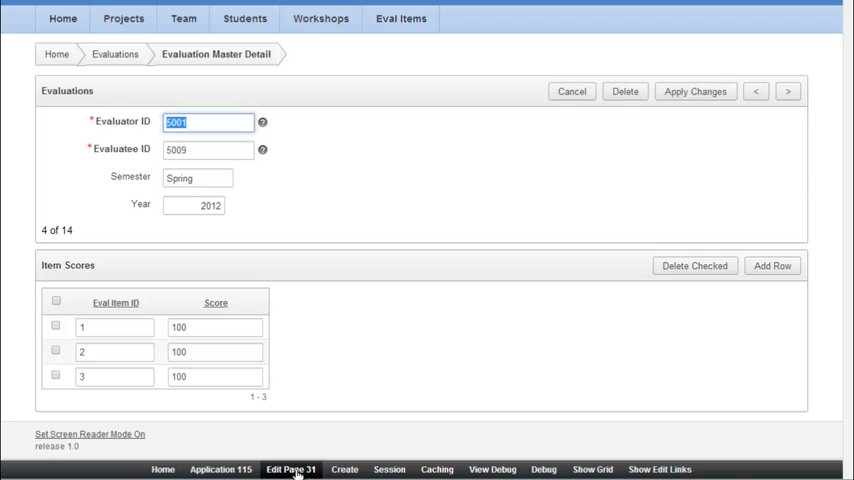 Home Projects Team Students Workshops Eval Items
Home Evaluations Evaluation Master Detail
Evaluations Cancel Delete Apply Changes < >
* Evaluator ID 5001 ?
* Evaluatee ID 5009 ?
Semester Spring
Year 2012
4 of 14
Item Scores Delete Checked Add Row
Eval Item ID Score
1 100
2 100
3 100
1 - 3
Set Screen Reader Mode On
release 1.0
Home Application 115 Edit Page 31 Create Session Caching View Debug Debug Show Grid Show Edit Links